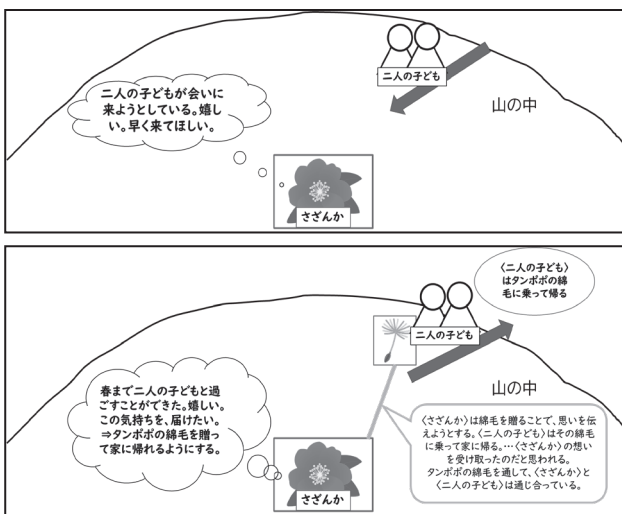 二人の子ども
山の中
二人の子どもが会いに
来ようとしている。嬉し
い。早く来てほしい。
さざんか
〈二人の子ども〉
はタンポポの綿
毛に乗って帰る
二人の子ども
山の中
春まで二人の子どもと過
ごすことができた。嬉しい。
この気持ちを、届けたい。
⇒タンポポの綿毛を贈っ
て家に帰れるようにする。
〈さざんか〉は綿毛を贈ることで、思いを伝
えようとする。〈二人の子ども〉はその綿毛
に乗って家に帰る。…〈さざんか〉の想い
を受け取ったのだと思われる。
タンポポの綿毛を通して、〈さざんか〉と
〈二人の子ども〉は通じ合っている。
さざんか